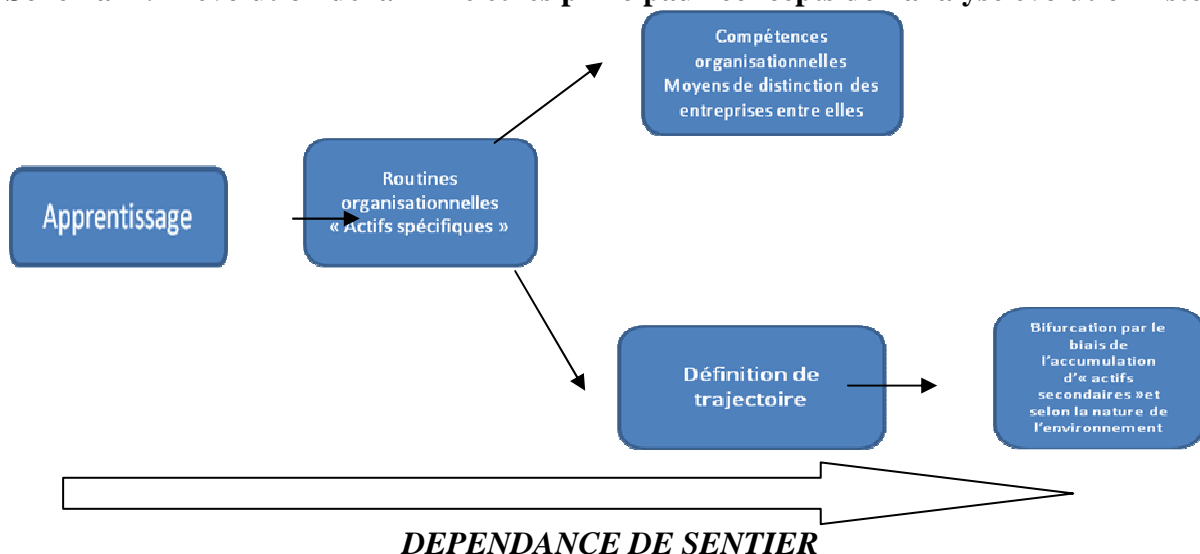 Compétences
organisationnelles
Moyens de distinction des
entreprises entre elles
Apprentissage
Routines
organisationnelles
« Actifs spécifiques »
Définition de
trajectoire
Bifurcation par le
biais de
l'accumulation
d'« actifs
secondaires »et
selon la nature de
l'environnement
DEPENDANCE DE SENTIER